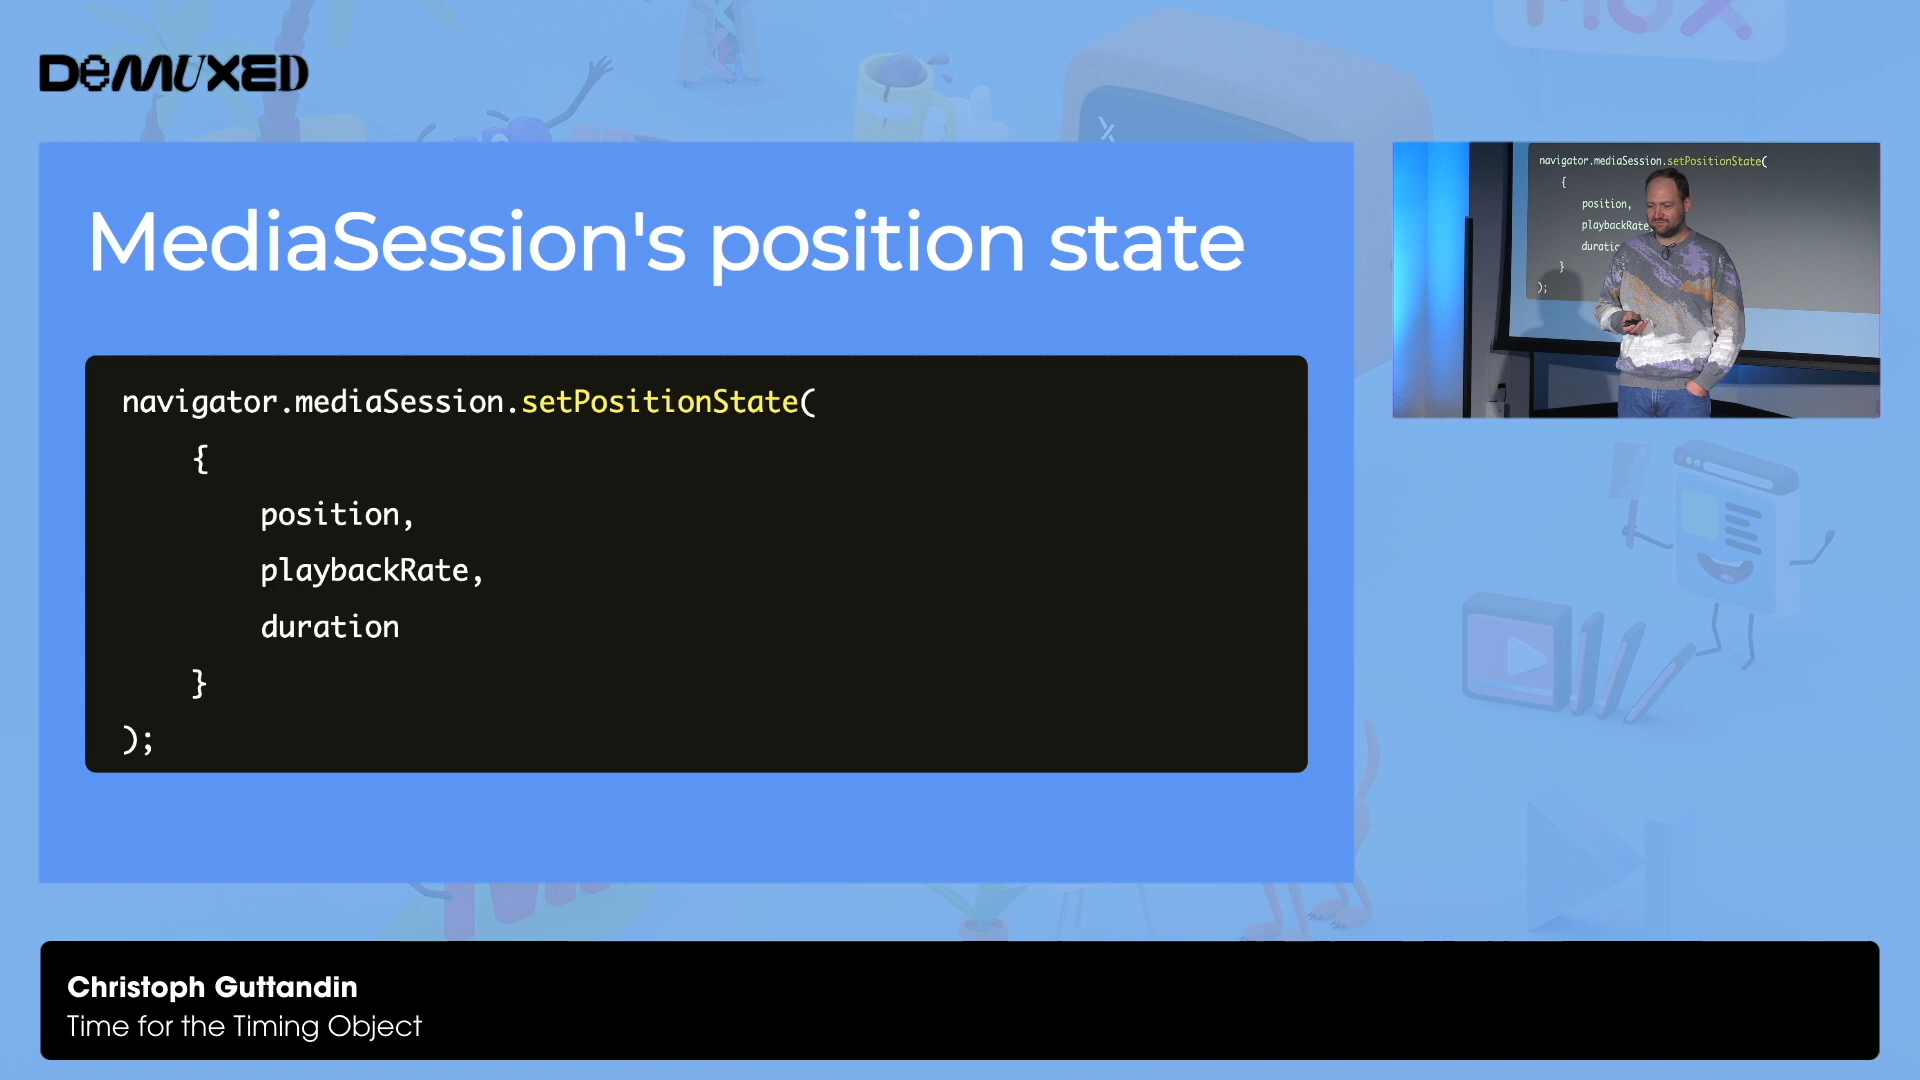 DEMUXED
MOX
MediaSession's position state
navigator.mediaSession.setPositionState(
{
position,
playbackRate,
duration
}
);
navigator.mediaSession.setPositionState(
{
position,
playbackRate,
}
);
Christoph Guttandin
Time for the Timing Object